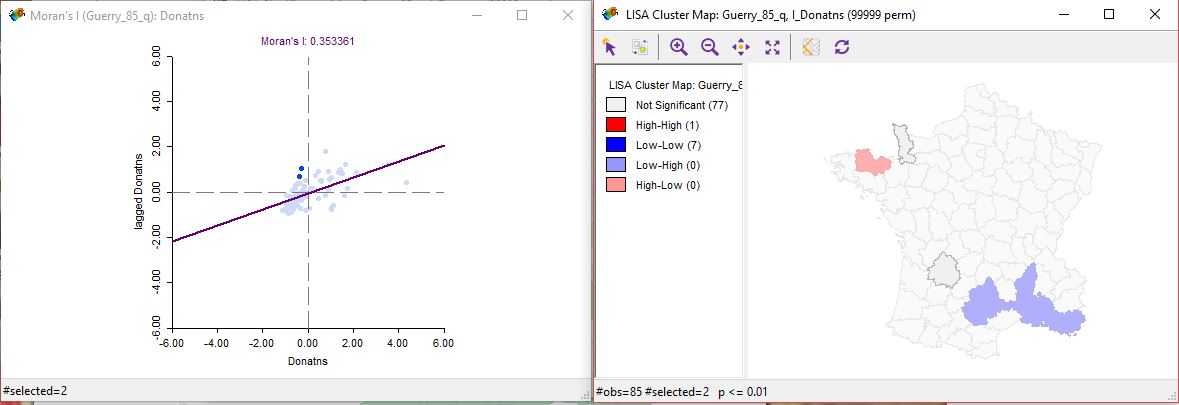 Moran's I (Guerry_85_q): Donatns
Moran's I: 0.353361
6.00
4.00
2.00
0.00
-2.00
-4.00
-6.00
lagged Donatns
-6.00 -4.00 -2.00 0.00 2.00 4.00 6.00
Donatns
#selected=2
LISA Cluster Map: Guerry_85_q, I_Donatns (99999 perm)
LISA Cluster Map: Guerry_8
Not Significant (77)
High-High (1)
Low-Low (7)
Low-High (0)
High-Low (0)
#obs=85 #selected=2 p <= 0.01